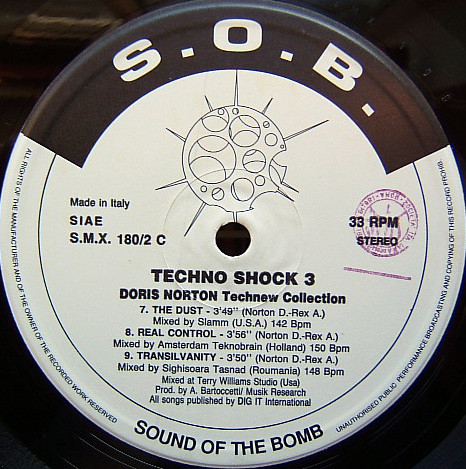 S.O.B.
Made in Italy
SIAE
S.M.X. 180/2 C
33 RPM
STEREO
TECHNO SHOCK 3
DORIS NORTON Technew Collection
7. THE DUST - 3'49" (Norton D.-Rex A.)
Mixed by Slamm (U.S.A.) 142 Bpm
8. REAL CONTROL - 3'56" (Norton D.-Rex A.)
Mixed by Amsterdam Teknobrain (Holland) 150 Bpm
9. TRANSILVANITY - 3'50" (Norton D.-Rex A.)
Mixed by Sighisoara Tasnad (Roumania) 148 Bpm
Mixed at Terry Williams Studio (Usa)
Prod. by A. Bartoccetti/ Musik Research
All songs published by DIG IT International
SOUND OF THE BOMB
ALL RIGHTS OF THE MANUFACTURER AND OF THE OWNER OF THE RECORDED WORK RESERVED
UNAUTHORISED PUBLIC PERFORMANCE BROADCASTING AND COPYING OF THIS RECORD PROHIB.